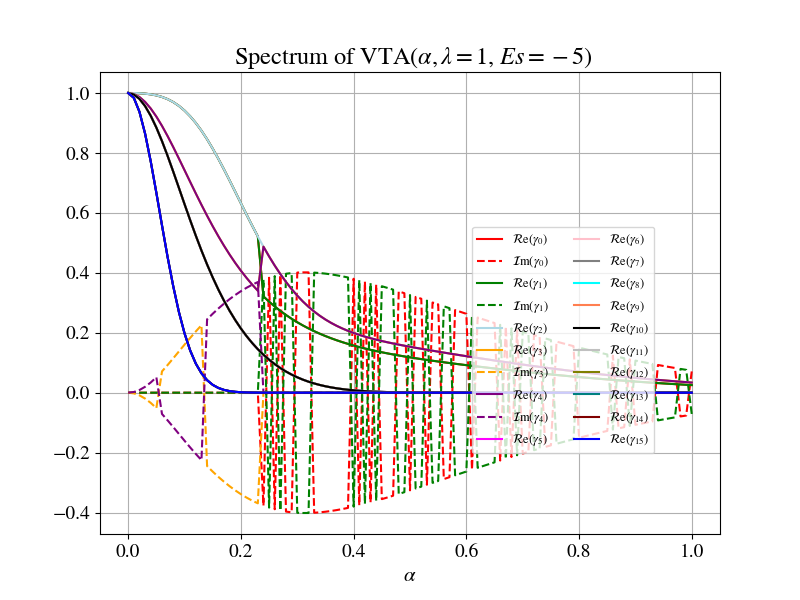 Spectrum of VTA(α, λ = 1, Es = −5)
1.0
0.8
0.6
0.4
0.2
0.0
−0.2
−0.4
0.0 0.2 0.4 0.6 0.8 1.0
α
ℛe(γ₀)
ℐm(γ₀)
ℛe(γ₁)
ℐm(γ₁)
ℛe(γ₂)
ℛe(γ₃)
ℐm(γ₃)
ℛe(γ₄)
ℐm(γ₄)
ℛe(γ₅)
ℛe(γ₆)
ℛe(γ₇)
ℛe(γ₈)
ℛe(γ₉)
ℛe(γ₁₀)
ℛe(γ₁₁)
ℛe(γ₁₂)
ℛe(γ₁₃)
ℛe(γ₁₄)
ℛe(γ₁₅)